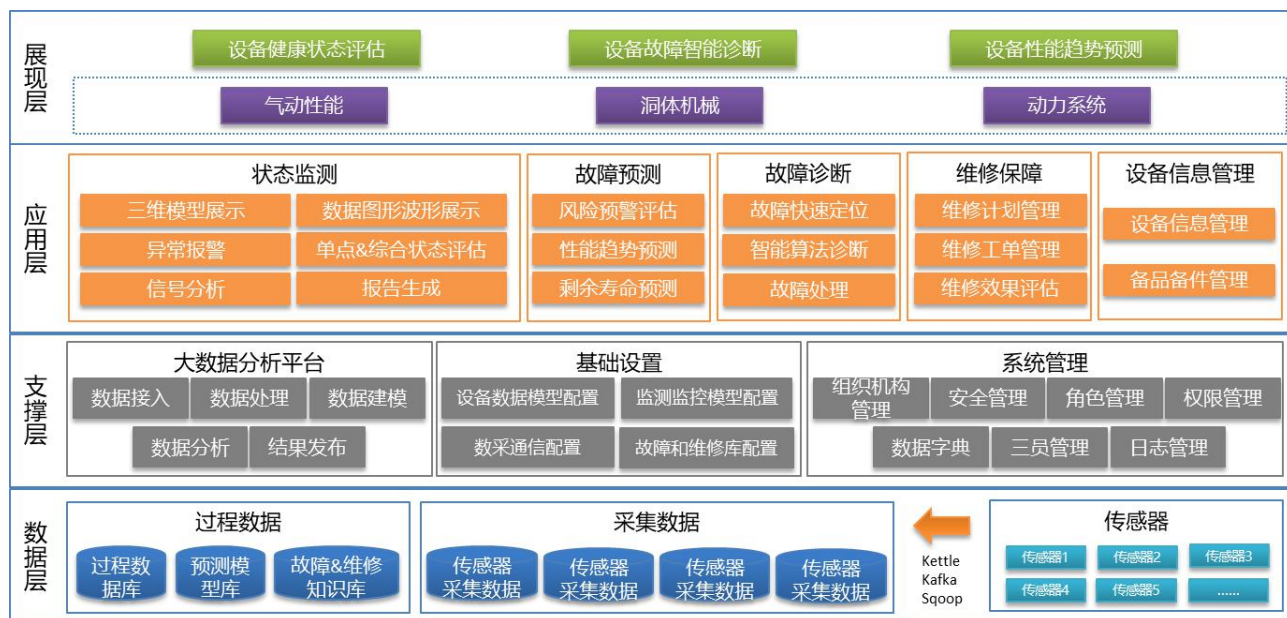 展现层
设备健康状态评估
设备故障智能诊断
设备性能趋势预测
气动性能
洞体机械
动力系统
应用层
状态监测
三维模型展示
数据图形波形展示
异常报警
单点&综合状态评估
信号分析
报告生成
故障预测
风险预警评估
性能趋势预测
剩余寿命预测
故障诊断
故障快速定位
智能算法诊断
故障处理
维修保障
维修计划管理
维修工单管理
维修效果评估
设备信息管理
设备信息管理
备品备件管理
支撑层
大数据分析平台
数据接入
数据处理
数据建模
数据分析
结果发布
基础设置
设备数据模型配置
监测监控模型配置
数采通信配置
故障和维修库配置
系统管理
组织机构
管理
安全管理
角色管理
权限管理
数据字典
三员管理
日志管理
数据层
过程数据
过程数
据库
预测模
型库
故障&维修
知识库
采集数据
传感器
采集数据
传感器
采集数据
传感器
采集数据
传感器
采集数据
Kettle
Kafka
Sqoop
传感器
传感器1
传感器2
传感器3
传感器4
传感器5
......